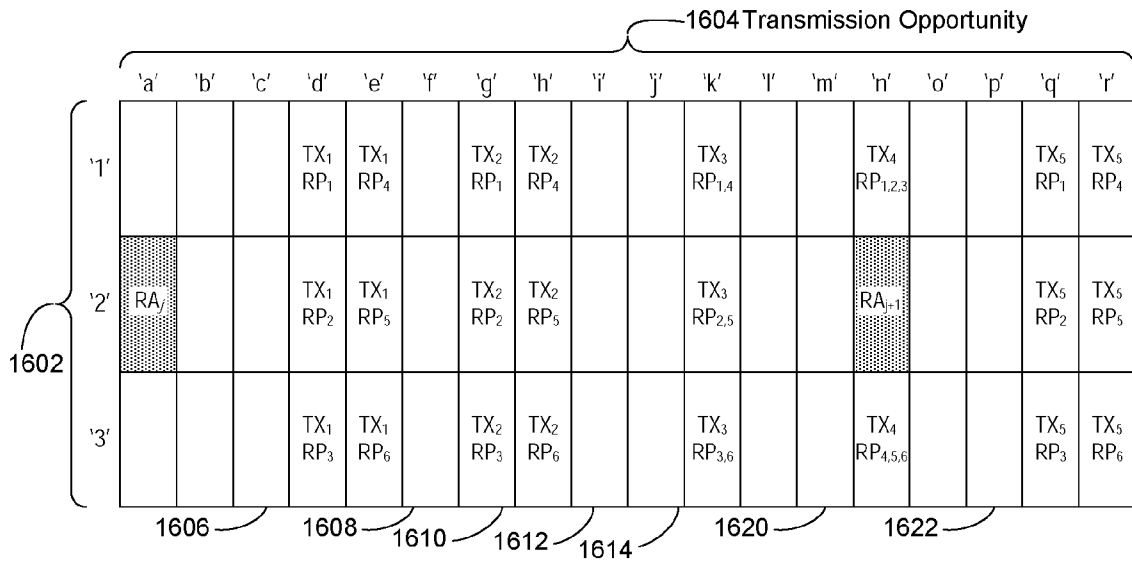 1604 Transmission Opportunity
'a' 'b' 'c' 'd' 'e' 'f' 'g' 'h' 'i' 'j' 'k' 'l' 'm' 'n' 'o' 'p' 'q' 'r'
'1' TX₁ TX₁ TX₂ TX₂ TX₃ TX₄ TX₅ TX₅
RP₁ RP₄ RP₁ RP₄ RP₁,₄ RP₁,₂,₃ RP₁ RP₄
1602
'2' RAⱼ TX₁ TX₁ TX₂ TX₂ TX₃ RAⱼ₊₁ TX₅ TX₅
RP₂ RP₅ RP₂ RP₅ RP₂,₅ RP₂ RP₅
'3' TX₁ TX₁ TX₂ TX₂ TX₃ TX₄ TX₅ TX₅
RP₃ RP₆ RP₃ RP₆ RP₃,₆ RP₄,₅,₆ RP₃ RP₆
1606 1608 1610 1612 1614 1620 1622